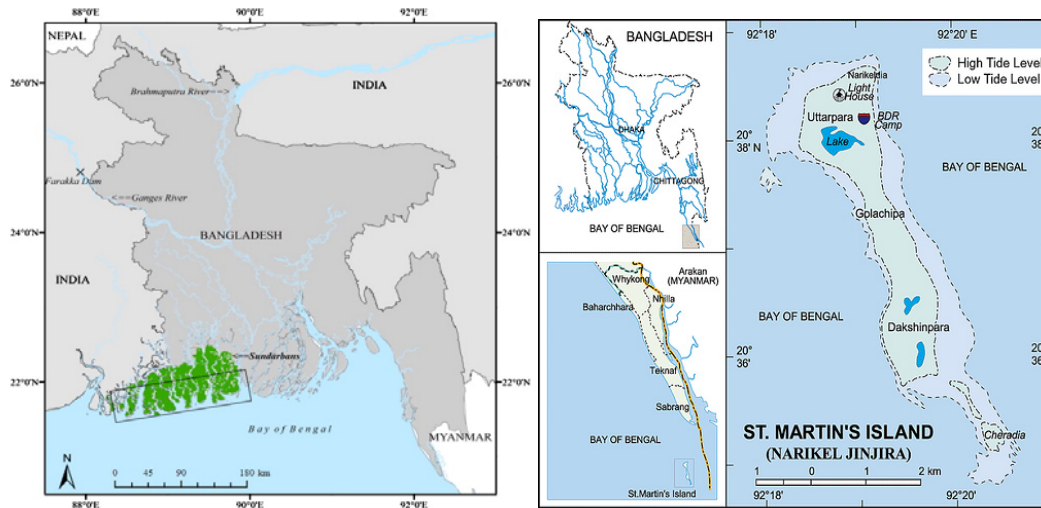 88°0'E
90°0'E
92°0'E
NEPAL
26°0'N
26°0'N
Brahmaputra River
INDIA
Farakka Dam
Ganges River
24°0'N
24°0'N
BANGLADESH
INDIA
Sundarbans
22°0'N
22°0'N
Bay of Bengal
MYANMAR
N
0 45 90 180 km
88°0'E
90°0'E
92°0'E
BANGLADESH
DHAKA
CHITTAGONG
BAY OF BENGAL
Arakan
(MYANMAR)
Whykong
Nhilla
Baharchhara
Teknaf
Sabrang
BAY OF BENGAL
St.Martin's Island
92°18'
92°20' E
High Tide Level
Low Tide Level
Narikeldia
Light
House
Uttarpara
BDR
Camp
Lake
20°
38' N
20°
38
BAY OF BENGAL
Golachipa
BAY OF BENGAL
Dakshinpara
20°
36'
20°
36
Cheradia
ST. MARTIN'S ISLAND
(NARIKEL JINJIRA)
1 0 1 2 km
92°18'
92°20'